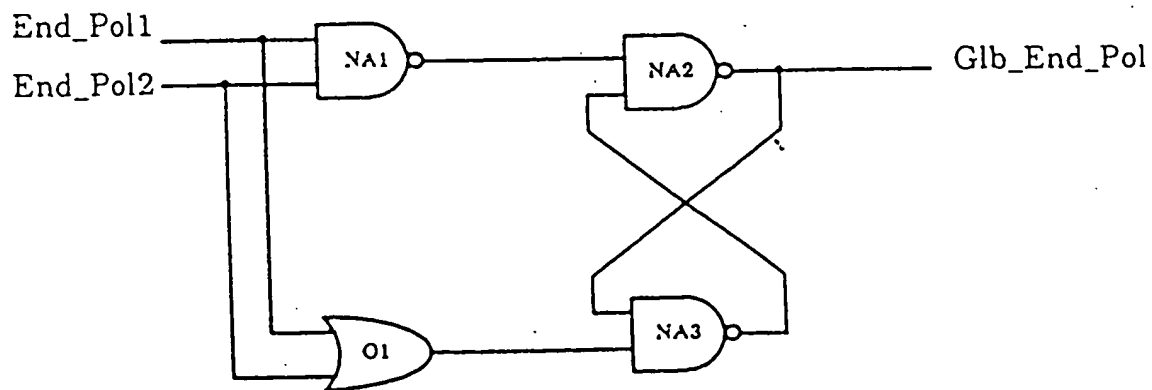 End_Pol1
NA1
NA2
Glb_End_Pol
End_Pol2
O1
NA3